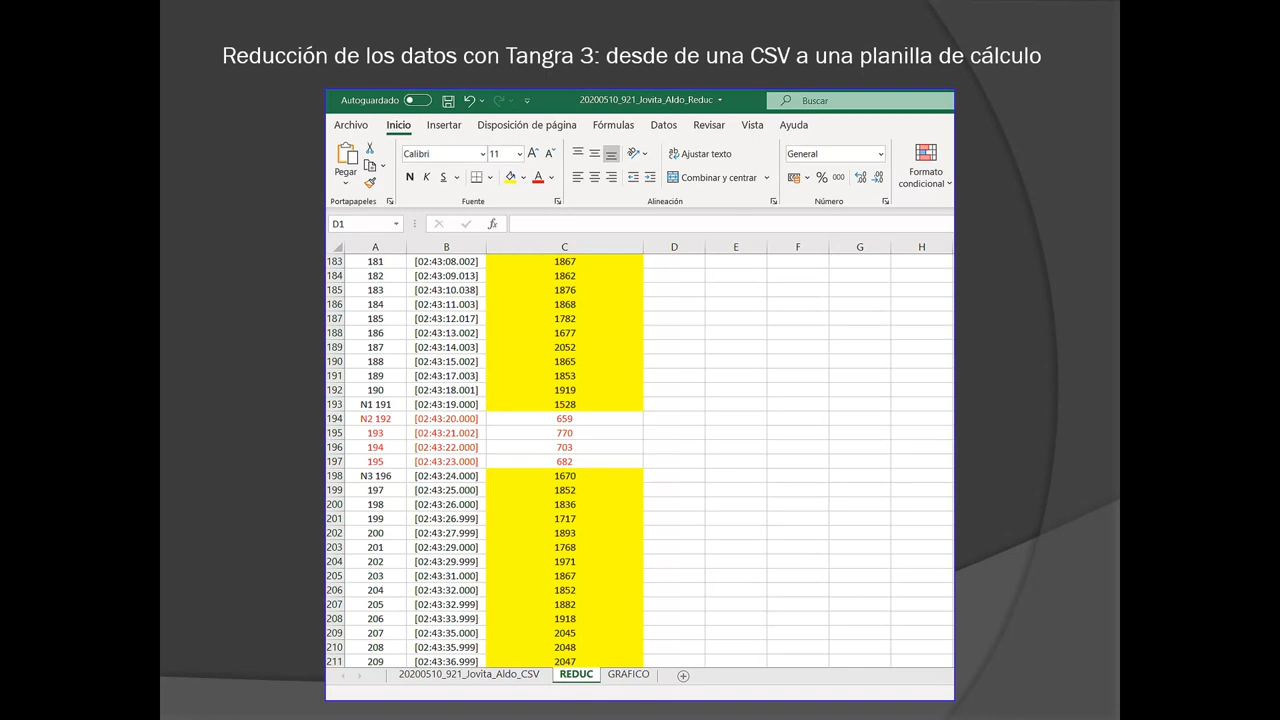 Reducción de los datos con Tangra 3: desde de una CSV a una planilla de cálculo
Autoguardado 20200510_921_Jovita_Aldo_Reduc Buscar
Archivo Inicio Insertar Disposición de página Fórmulas Datos Revisar Vista Ayuda
Pegar Calibri 11 Ajustar texto General Formato condicional
N K S Combinar y centrar % 000
Portapapeles Fuente Alineación Número
D1 fx
A B C D E F G H
183 181 [02:43:08.002] 1867
184 182 [02:43:09.013] 1862
185 183 [02:43:10.038] 1876
186 184 [02:43:11.003] 1868
187 185 [02:43:12.017] 1782
188 186 [02:43:13.002] 1677
189 187 [02:43:14.003] 2052
190 188 [02:43:15.002] 1865
191 189 [02:43:17.003] 1853
192 190 [02:43:18.001] 1919
193 N1 191 [02:43:19.000] 1528
194 N2 192 [02:43:20.000] 659
195 193 [02:43:21.002] 770
196 194 [02:43:22.000] 703
197 195 [02:43:23.000] 682
198 N3 196 [02:43:24.000] 1670
199 197 [02:43:25.000] 1852
200 198 [02:43:26.000] 1836
201 199 [02:43:26.999] 1717
202 200 [02:43:27.999] 1893
203 201 [02:43:29.000] 1768
204 202 [02:43:29.999] 1971
205 203 [02:43:31.000] 1867
206 204 [02:43:32.000] 1852
207 205 [02:43:32.999] 1882
208 206 [02:43:33.999] 1918
209 207 [02:43:35.000] 2045
210 208 [02:43:35.999] 2048
211 209 [02:43:36.999] 2047
20200510_921_Jovita_Aldo_CSV REDUC GRAFICO